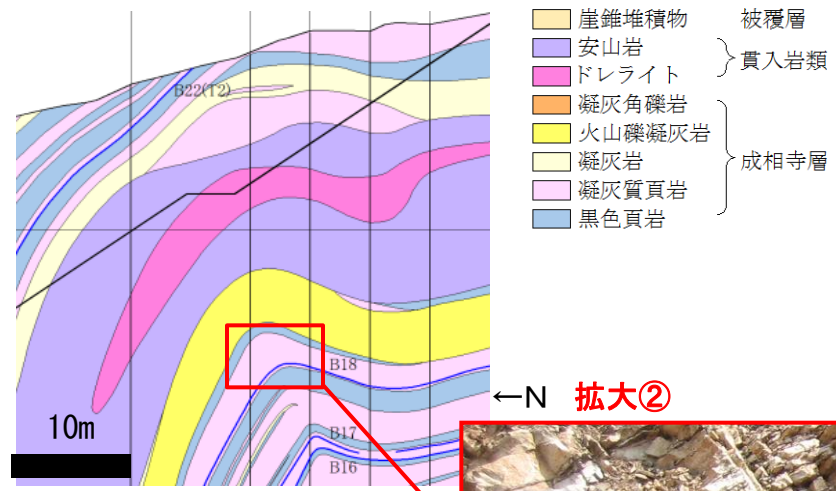 崖錐堆積物 被覆層
安山岩
ドレライト
貫入岩類
凝灰角礫岩
火山礫凝灰岩
凝灰岩
凝灰質頁岩
黒色頁岩
成相寺層
B22(T2)
B18
←N 拡大②
10m
B17
B16